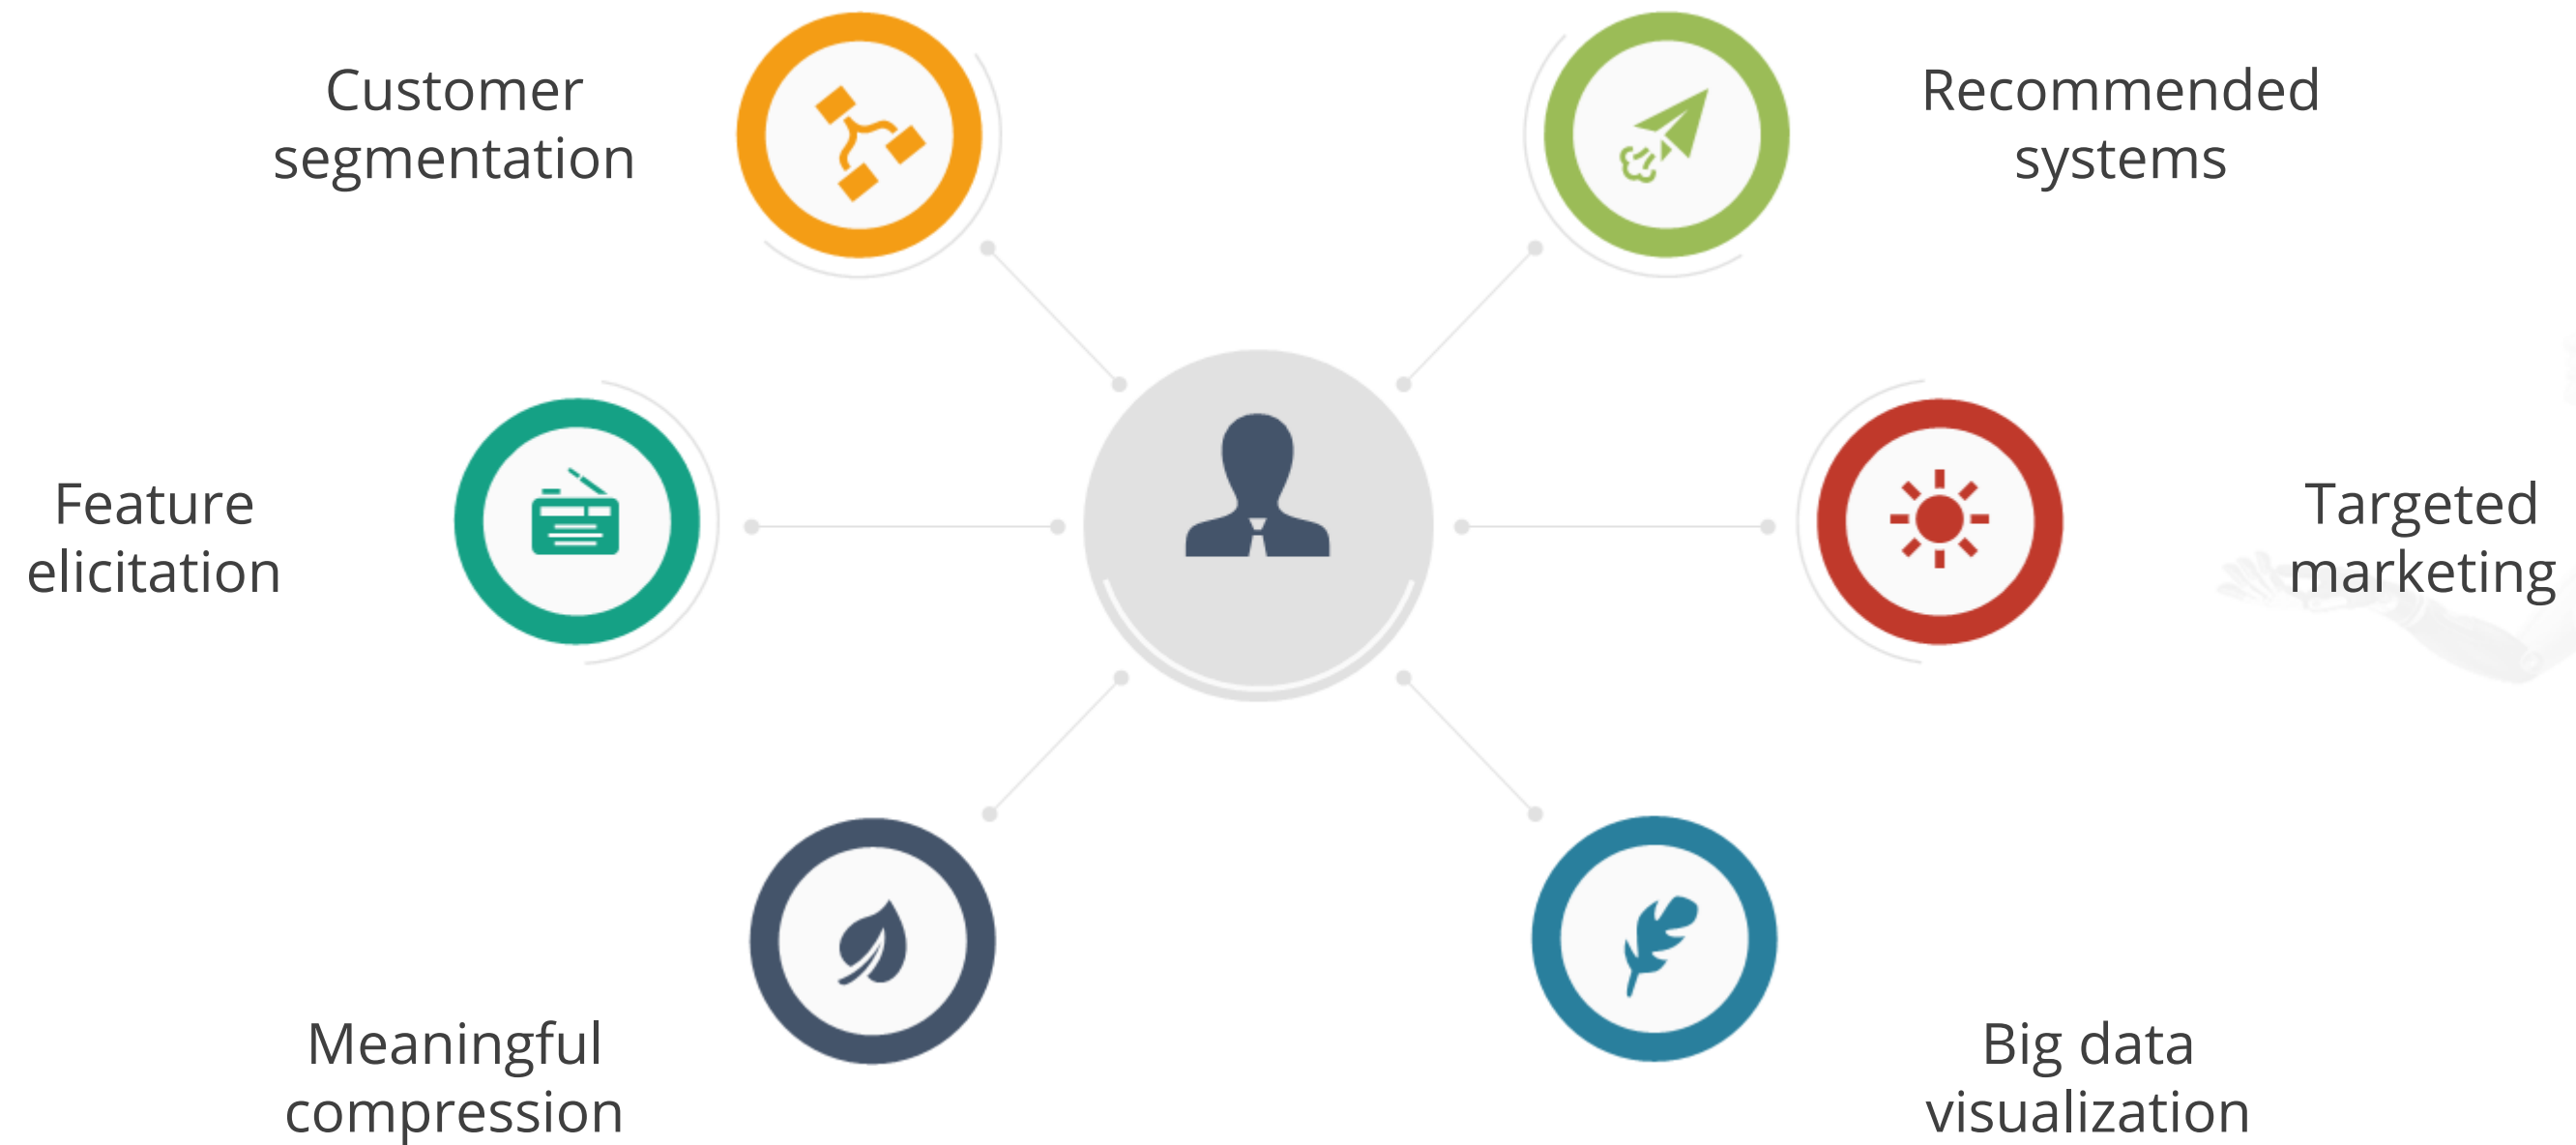 Customer
segmentation
Recommended
systems
Feature
elicitation
Targeted
marketing
Meaningful
compression
Big data
visualization